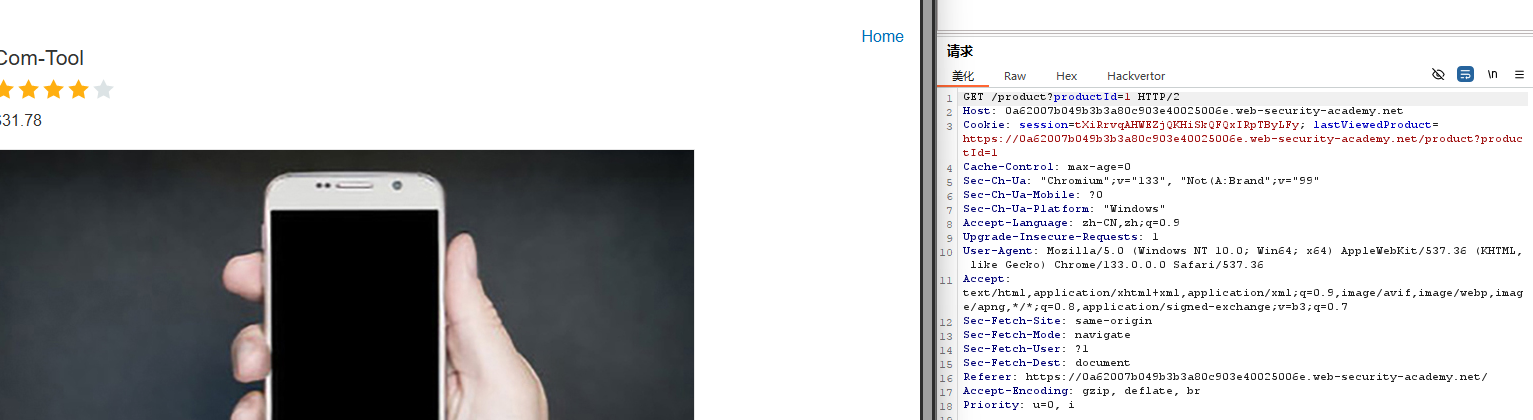 Home
Com-Tool
$31.78
请求
美化 Raw Hex Hackvertor \n
1 GET /product?productId=1 HTTP/2
2 Host: 0a62007b049b3b3a80c903e40025006e.web-security-academy.net
3 Cookie: session=tXiRrvqAHWEZjQKHiSkQFQxIRpTByLFy; lastViewedProduct=
https://0a62007b049b3b3a80c903e40025006e.web-security-academy.net/product?produc
tId=1
4 Cache-Control: max-age=0
5 Sec-Ch-Ua: "Chromium";v="133", "Not(A:Brand";v="99"
6 Sec-Ch-Ua-Mobile: ?0
7 Sec-Ch-Ua-Platform: "Windows"
8 Accept-Language: zh-CN,zh;q=0.9
9 Upgrade-Insecure-Requests: 1
10 User-Agent: Mozilla/5.0 (Windows NT 10.0; Win64; x64) AppleWebKit/537.36 (KHTML,
like Gecko) Chrome/133.0.0.0 Safari/537.36
11 Accept:
text/html,application/xhtml+xml,application/xml;q=0.9,image/avif,image/webp,imag
e/apng,*/*;q=0.8,application/signed-exchange;v=b3;q=0.7
12 Sec-Fetch-Site: same-origin
13 Sec-Fetch-Mode: navigate
14 Sec-Fetch-User: ?1
15 Sec-Fetch-Dest: document
16 Referer: https://0a62007b049b3b3a80c903e40025006e.web-security-academy.net/
17 Accept-Encoding: gzip, deflate, br
18 Priority: u=0, i